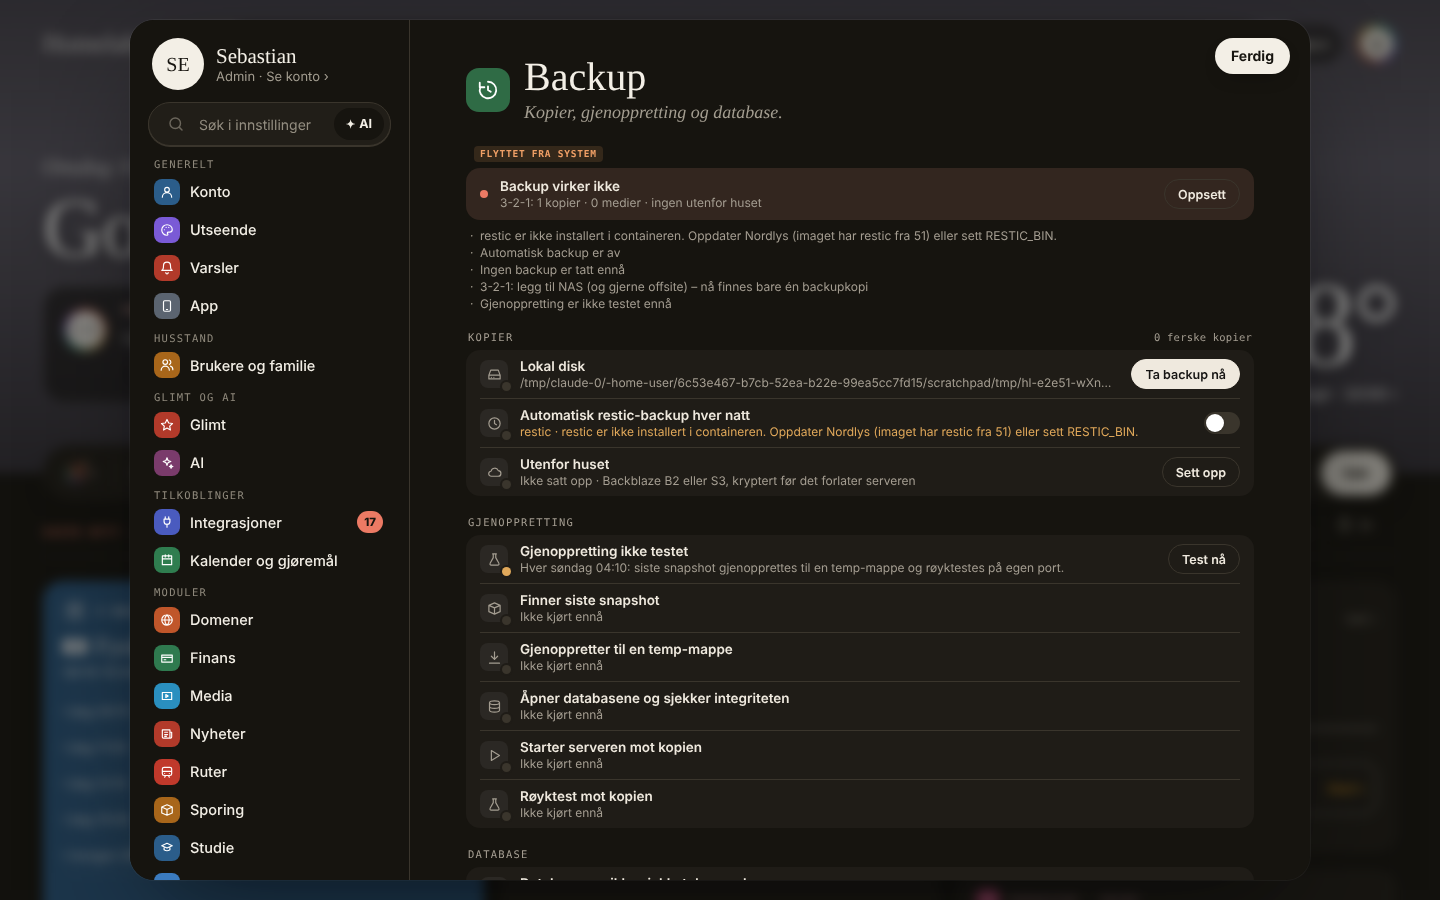 SE
Sebastian
Admin · Se konto ›
Søk i innstillinger
✦ AI
GENERELT
Konto
Utseende
Varsler
App
HUSSTAND
Brukere og familie
GLIMT OG AI
Glimt
AI
TILKOBLINGER
Integrasjoner
17
Kalender og gjøremål
MODULER
Domener
Finans
Media
Nyheter
Ruter
Sporing
Studie
Ferdig
Backup
Kopier, gjenoppretting og database.
FLYTTET FRA SYSTEM
Backup virker ikke
3-2-1: 1 kopier · 0 medier · ingen utenfor huset
Oppsett
· restic er ikke installert i containeren. Oppdater Nordlys (imaget har restic fra 51) eller sett RESTIC_BIN.
· Automatisk backup er av
· Ingen backup er tatt ennå
· 3-2-1: legg til NAS (og gjerne offsite) – nå finnes bare én backupkopi
· Gjenoppretting er ikke testet ennå
KOPIER
0 ferske kopier
Lokal disk
/tmp/claude-0/-home-user/6c53e467-b7cb-52ea-b22e-99ea5cc7fd15/scratchpad/tmp/hl-e2e51-wXn...
Ta backup nå
Automatisk restic-backup hver natt
restic · restic er ikke installert i containeren. Oppdater Nordlys (imaget har restic fra 51) eller sett RESTIC_BIN.
Utenfor huset
Ikke satt opp · Backblaze B2 eller S3, kryptert før det forlater serveren
Sett opp
GJENOPPRETTING
Gjenoppretting ikke testet
Hver søndag 04:10: siste snapshot gjenopprettes til en temp-mappe og røyktestes på egen port.
Test nå
Finner siste snapshot
Ikke kjørt ennå
Gjenoppretter til en temp-mappe
Ikke kjørt ennå
Åpner databasene og sjekker integriteten
Ikke kjørt ennå
Starter serveren mot kopien
Ikke kjørt ennå
Røyktest mot kopien
Ikke kjørt ennå
DATABASE
8°